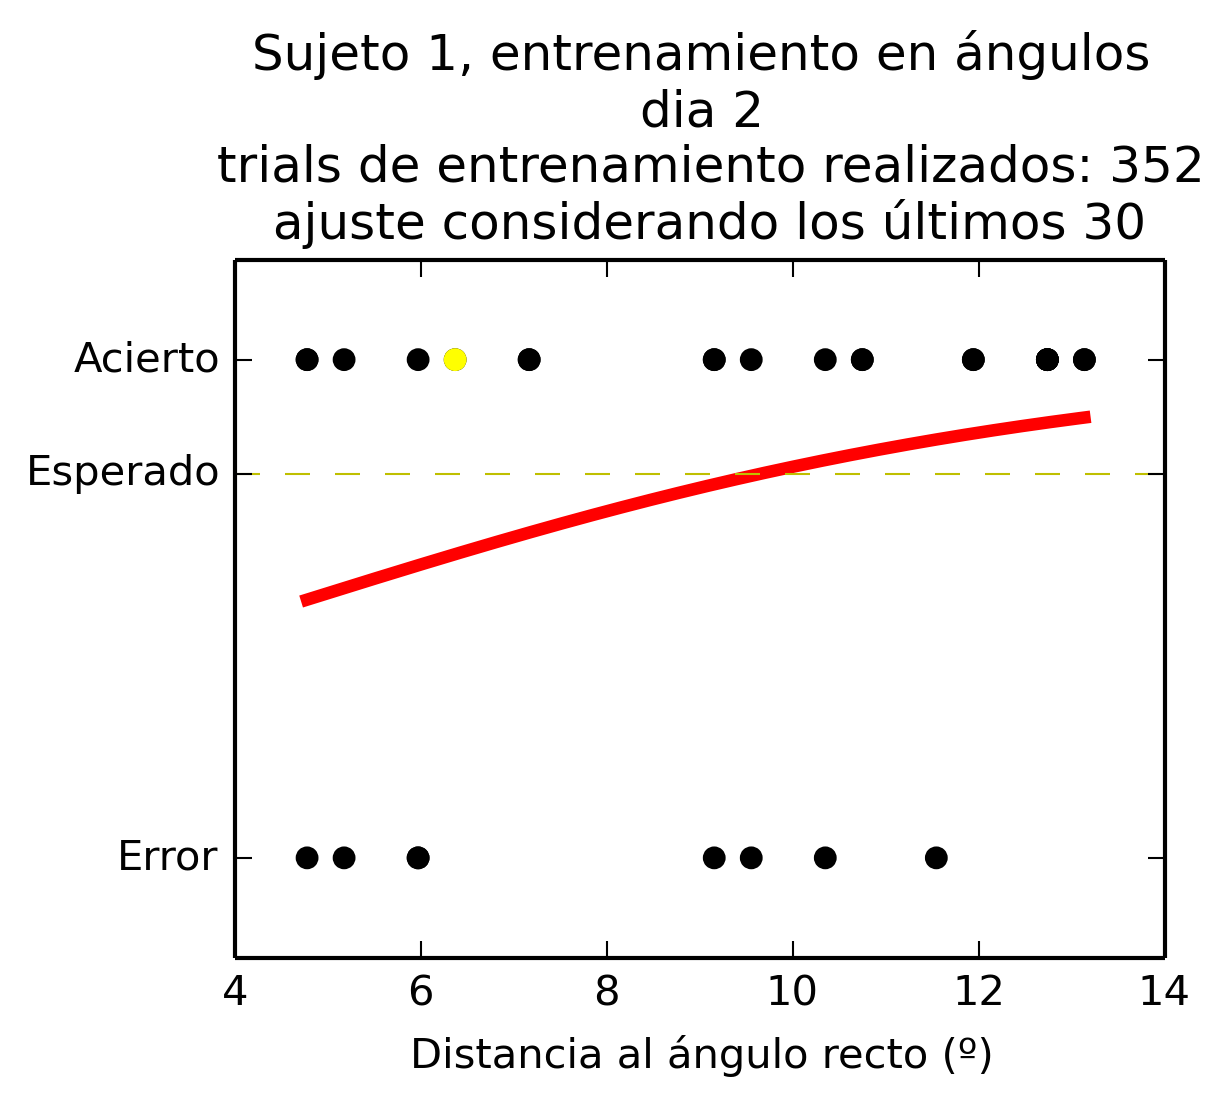 Sujeto 1, entrenamiento en ángulos
dia 2
trials de entrenamiento realizados: 352
ajuste considerando los últimos 30
Acierto
Esperado
Error
4 6 8 10 12 14
Distancia al ángulo recto (º)